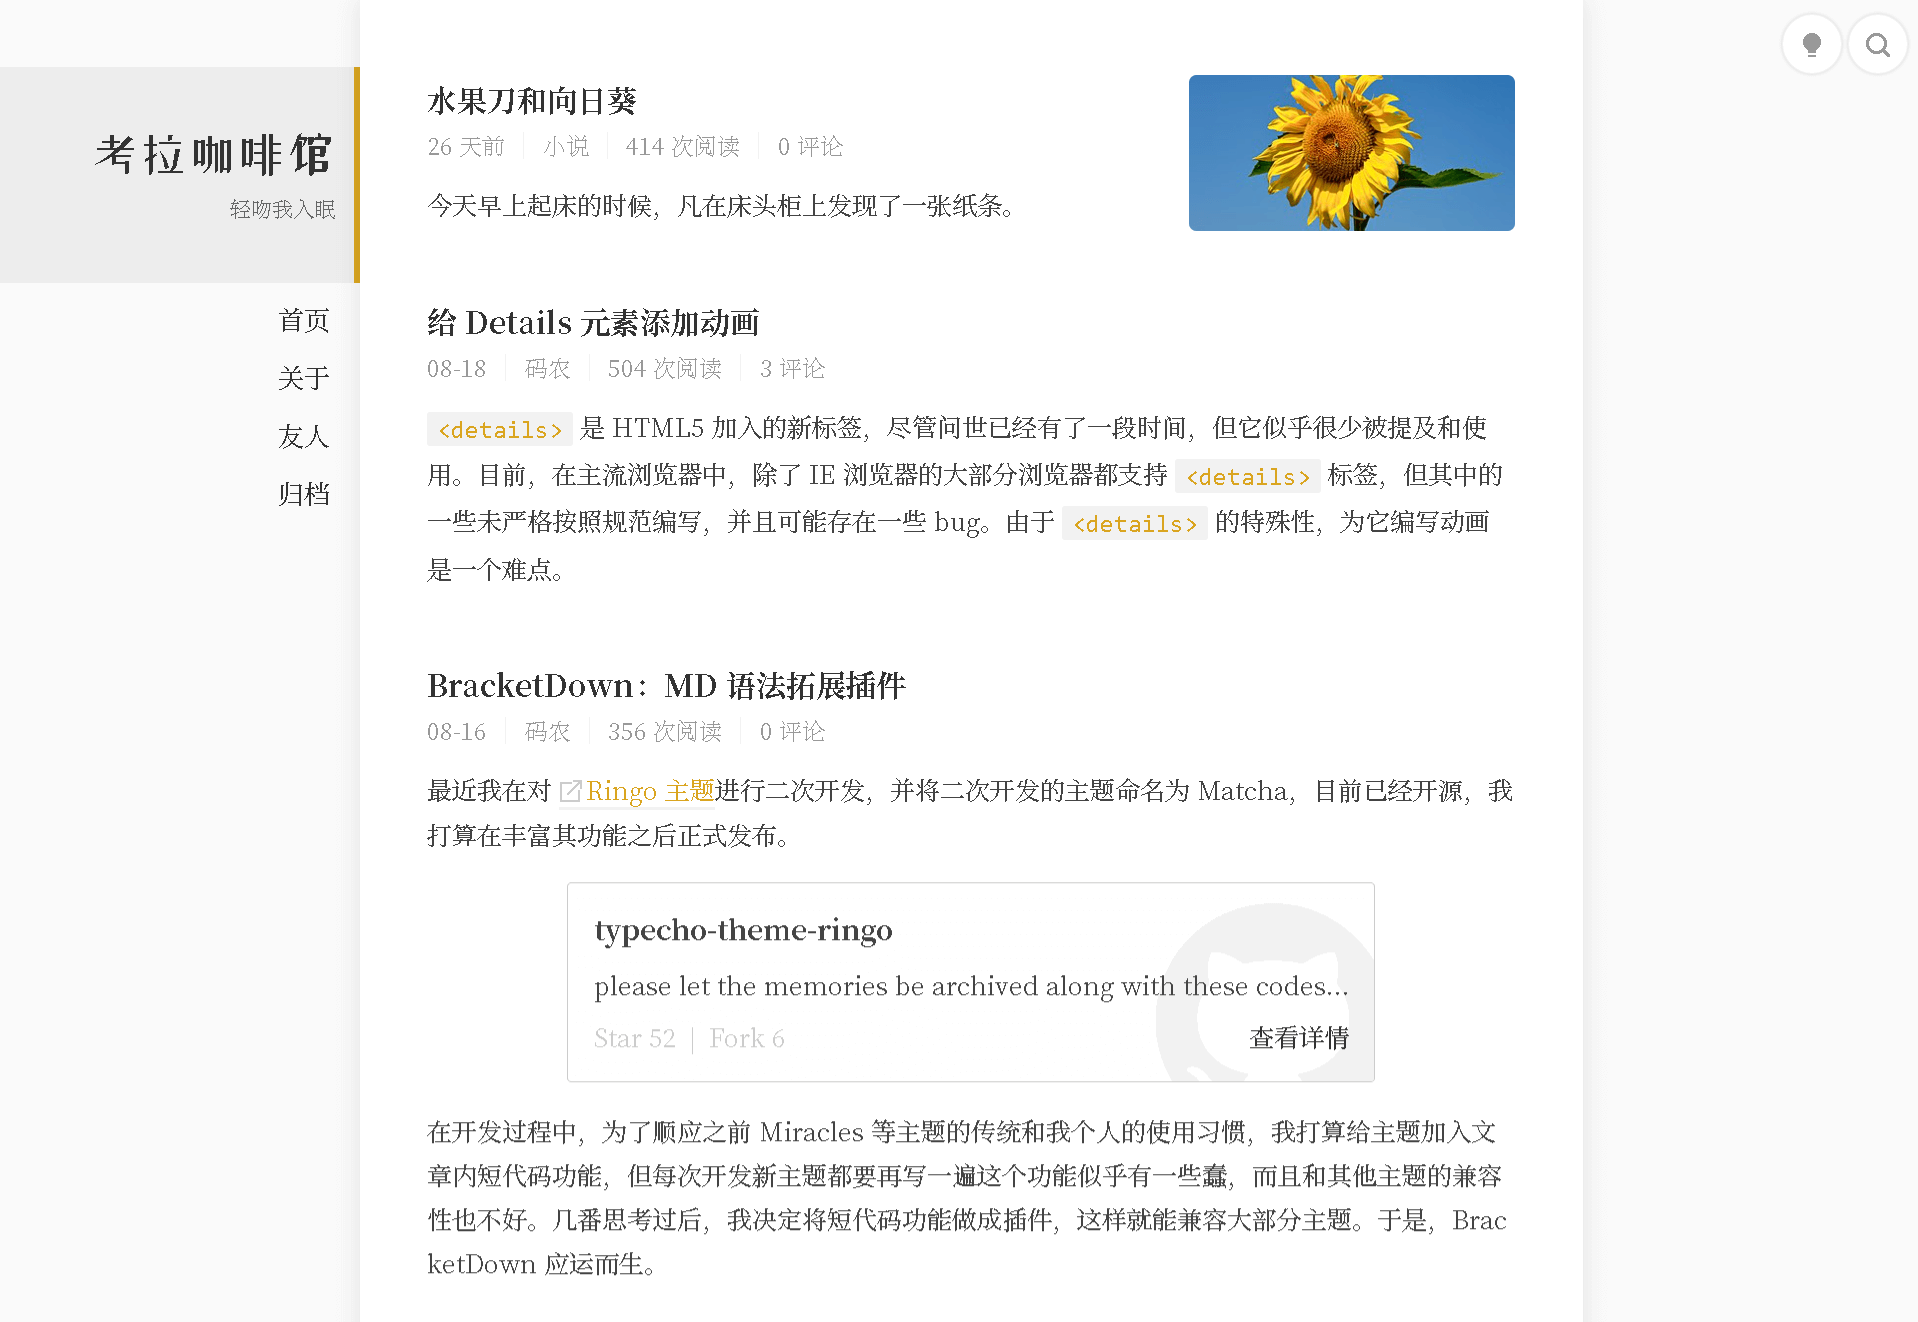 考拉咖啡馆
轻吻我入眠
首页
关于
友人
归档
水果刀和向日葵
26 天前 小说 414 次阅读 0 评论
今天早上起床的时候，凡在床头柜上发现了一张纸条。
给 Details 元素添加动画
08-18 码农 504 次阅读 3 评论
<details> 是 HTML5 加入的新标签，尽管问世已经有了一段时间，但它似乎很少被提及和使
用。目前，在主流浏览器中，除了 IE 浏览器的大部分浏览器都支持 <details> 标签，但其中的
一些未严格按照规范编写，并且可能存在一些 bug。由于 <details> 的特殊性，为它编写动画
是一个难点。
BracketDown：MD 语法拓展插件
08-16 码农 356 次阅读 0 评论
最近我在对 Ringo 主题进行二次开发，并将二次开发的主题命名为 Matcha，目前已经开源，我
打算在丰富其功能之后正式发布。
typecho-theme-ringo
please let the memories be archived along with these codes...
Star 52 | Fork 6 查看详情
在开发过程中，为了顺应之前 Miracles 等主题的传统和我个人的使用习惯，我打算给主题加入文
章内短代码功能，但每次开发新主题都要再写一遍这个功能似乎有一些蠢，而且和其他主题的兼容
性也不好。几番思考过后，我决定将短代码功能做成插件，这样就能兼容大部分主题。于是，Brac
ketDown 应运而生。